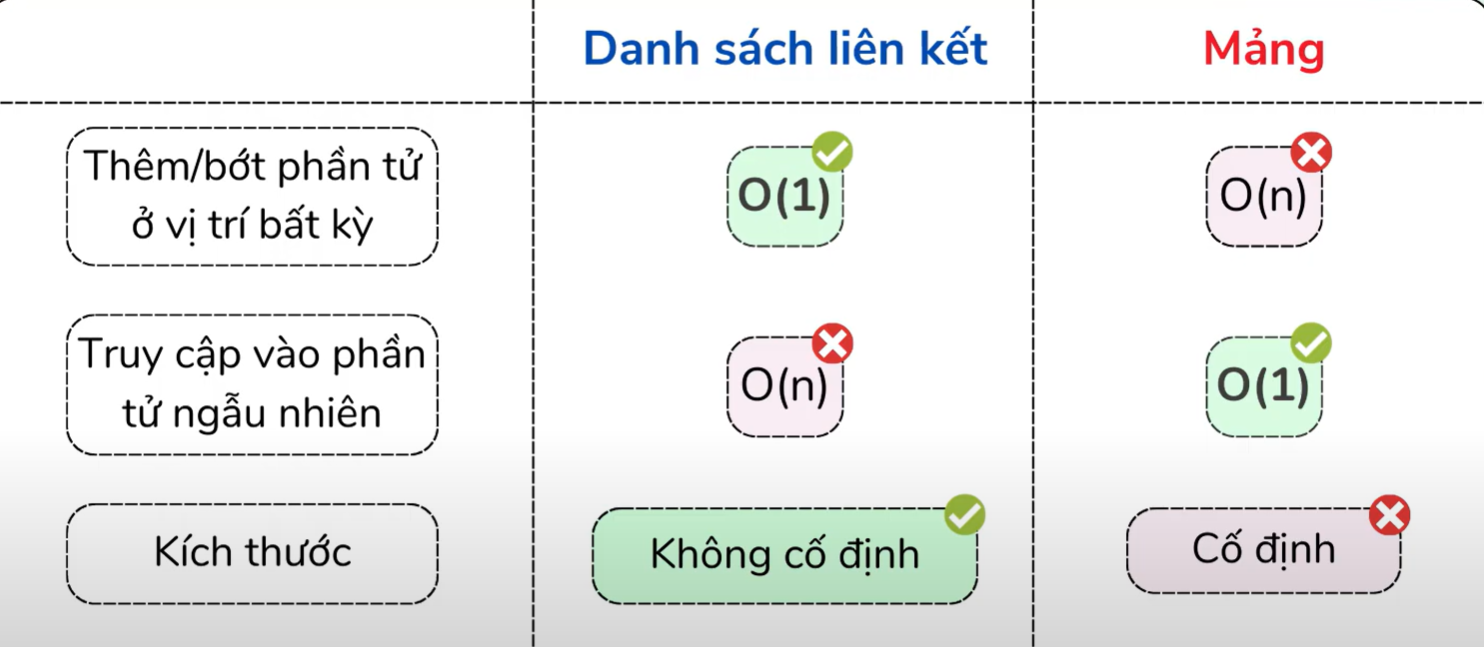 Danh sách liên kết
Mảng
Thêm/bớt phần tử
ở vị trí bất kỳ
O(1)
O(n)
Truy cập vào phần
tử ngẫu nhiên
O(n)
O(1)
Kích thước
Không cố định
Cố định